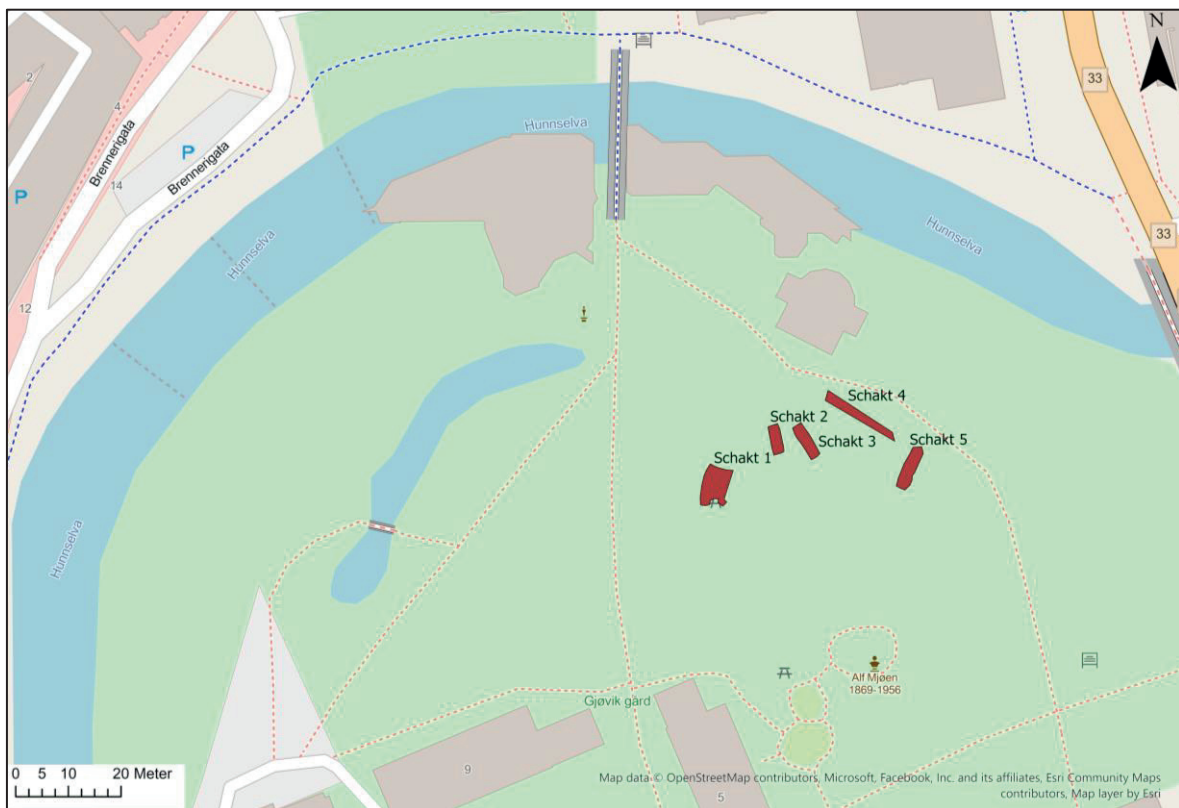 N
2
4
Brennerigata
P
Hunnselva
33
Brennerigata
14
P
33
Hunnselva
Hunnselva
12
Schakt 4
Schakt 2
Schakt 3
Schakt 5
Schakt 1
Hunnselva
Alf Mjøen
1869-1956
Gjøvik gård
9
5
0 5 10 20 Meter
Map data © OpenStreetMap contributors, Microsoft, Facebook, Inc. and its affiliates, Esri Community Maps
contributors, Map layer by Esri